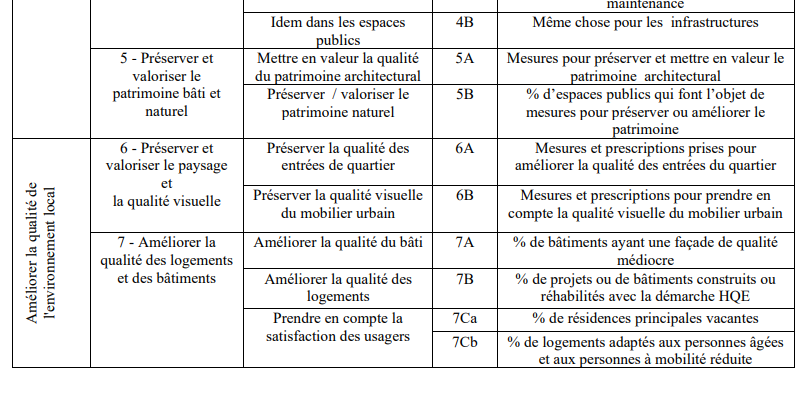 maintenance
Idem dans les espaces
publics
4B
Même chose pour les infrastructures
5 - Préserver et
valoriser le
patrimoine bâti et
naturel
Mettre en valeur la qualité
du patrimoine architectural
5A
Mesures pour préserver et mettre en valeur le
patrimoine architectural
Préserver / valoriser le
patrimoine naturel
5B
% d'espaces publics qui font l'objet de
mesures pour préserver ou améliorer le
patrimoine
Améliorer la qualité de
l'environnement local
6 - Préserver et
valoriser le paysage
et
la qualité visuelle
Préserver la qualité des
entrées de quartier
6A
Mesures et prescriptions prises pour
améliorer la qualité des entrées du quartier
Préserver la qualité visuelle
du mobilier urbain
6B
Mesures et prescriptions pour prendre en
compte la qualité visuelle du mobilier urbain
7 - Améliorer la
qualité des logements
et des bâtiments
Améliorer la qualité du bâti
7A
% de bâtiments ayant une façade de qualité
médiocre
Améliorer la qualité des
logements
7B
% de projets ou de bâtiments construits ou
réhabilités avec la démarche HQE
Prendre en compte la
satisfaction des usagers
7Ca
% de résidences principales vacantes
7Cb
% de logements adaptés aux personnes âgées
et aux personnes à mobilité réduite